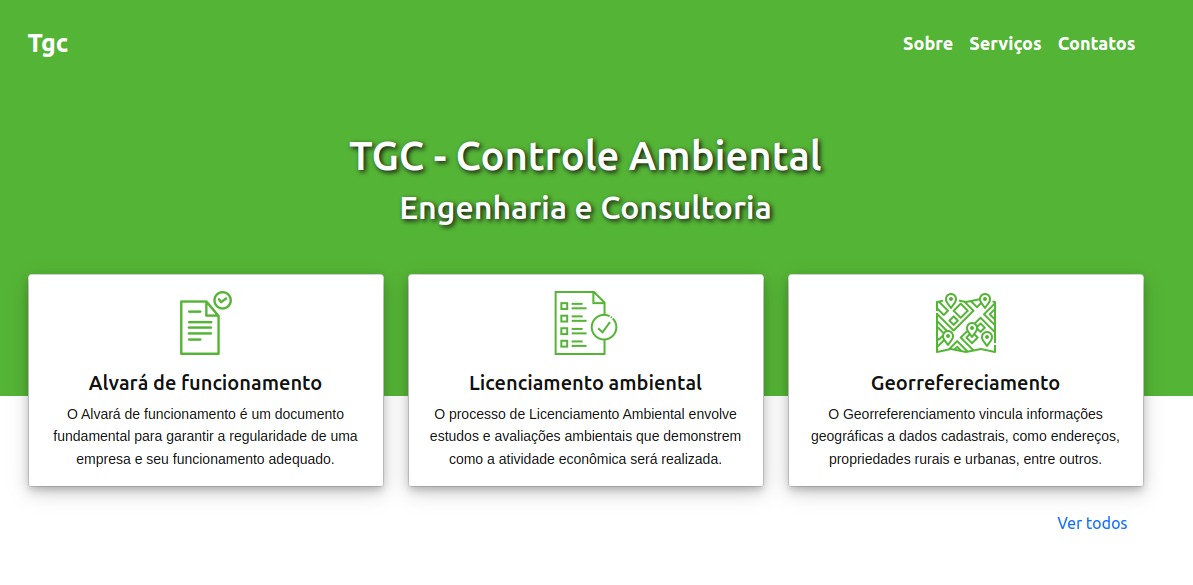 Tgc
Sobre Serviços Contatos
TGC - Controle Ambiental
Engenharia e Consultoria
Alvará de funcionamento
O Alvará de funcionamento é um documento
fundamental para garantir a regularidade de uma
empresa e seu funcionamento adequado.
Licenciamento ambiental
O processo de Licenciamento Ambiental envolve
estudos e avaliações ambientais que demonstrem
como a atividade econômica será realizada.
Georrefereciamento
O Georreferenciamento vincula informações
geográficas a dados cadastrais, como endereços,
propriedades rurais e urbanas, entre outros.
Ver todos